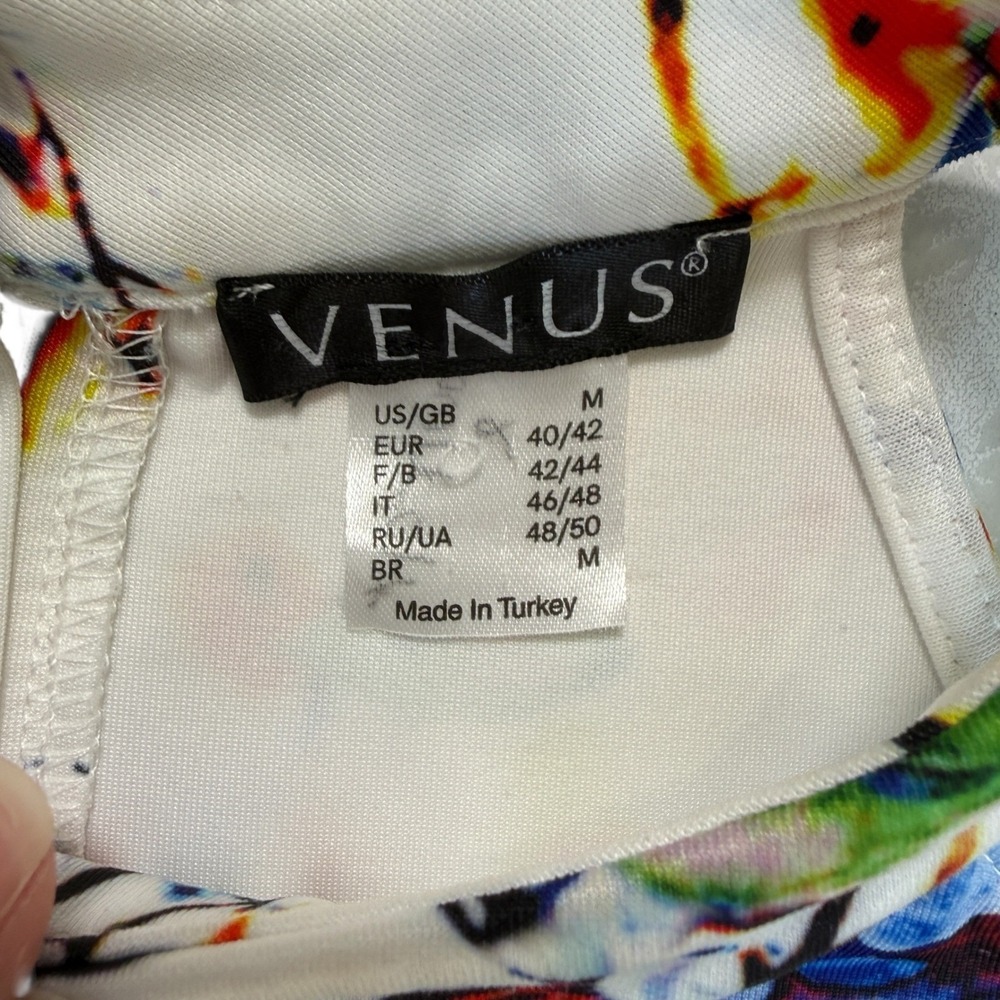 VENUS®
US/GB M
EUR 40/42
F/B 42/44
IT 46/48
RU/UA 48/50
BR M
Made In Turkey